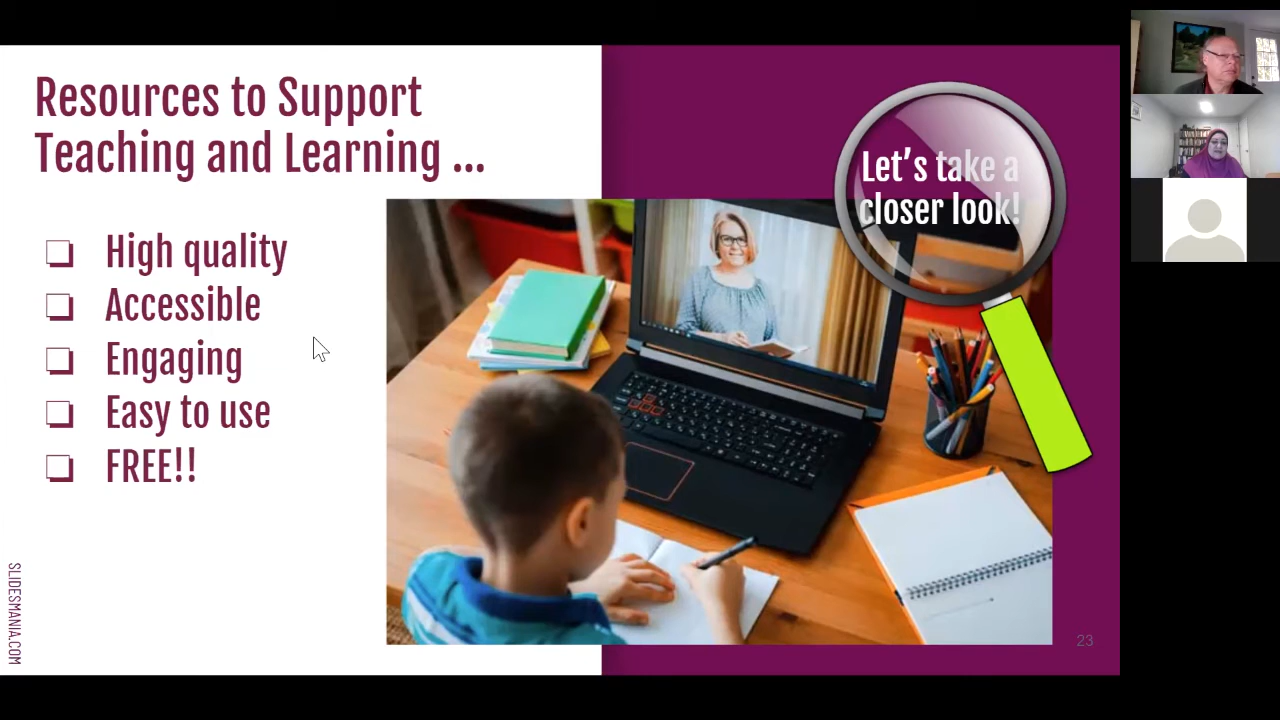 Resources to Support
Teaching and Learning ...
Let's take a
closer look!
High quality
Accessible
Engaging
Easy to use
FREE!!
SLIDESMANIA.COM
23